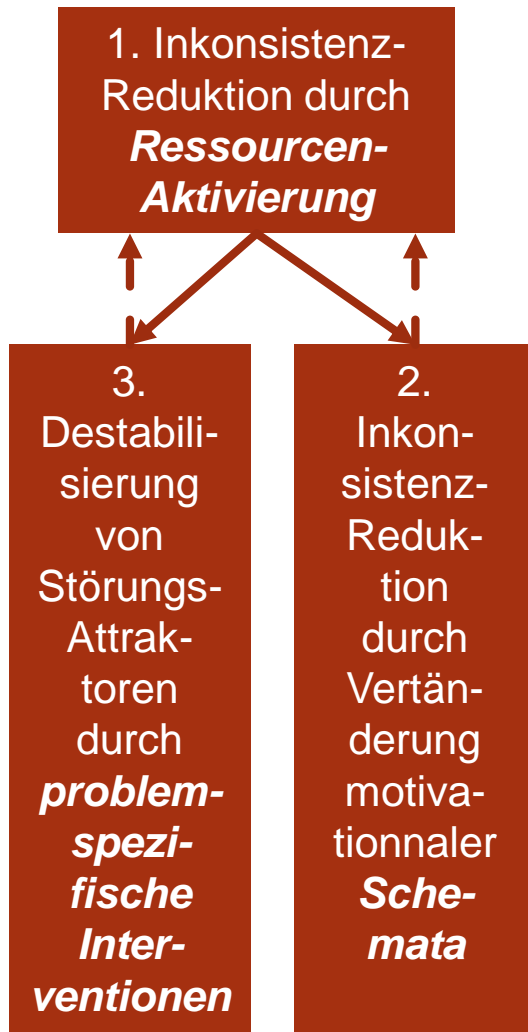 1. Inkonsistenz-
Reduktion durch
Ressourcen-
Aktivierung
3.
Destabili-
sierung
von
Störungs-
Attrak-
toren
durch
problem-
spezi-
fische
Inter-
ventionen
2.
Inkon-
sistenz-
Reduk-
tion
durch
Vertän-
derung
motiva-
tionnaler
Sche-
mata